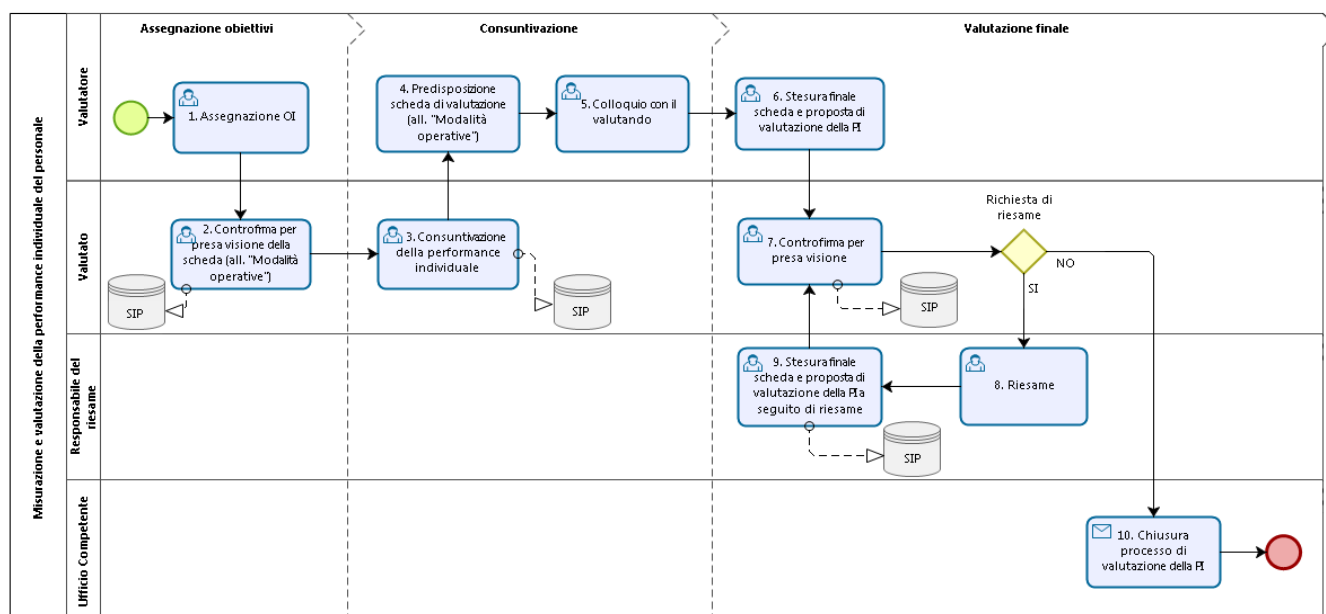 Misurazione e valutazione della performance individuale del personale
Assegnazione obiettivi
Consuntivazione
Valutazione finale
Valutatore
1. Assegnazione OI
4. Predisposizione
scheda di valutazione
(all. "Modalità
operative")
5. Colloquio con il
valutando
6. Stesura finale
scheda e proposta di
valutazione della PI
Valutato
2. Controfirma per
presa visione della
scheda (all. "Modalità
operative")
SIP
3. Consuntivazione
della performance
individuale
SIP
7. Controfirma per
presa visione
SIP
Richiesta di
riesame
NO
SI
Responsabile del
riesame
9. Stesura finale
scheda e proposta di
valutazione della PI a
seguito di riesame
SIP
8. Riesame
Ufficio Competente
10. Chiusura
processo di
valutazione della PI